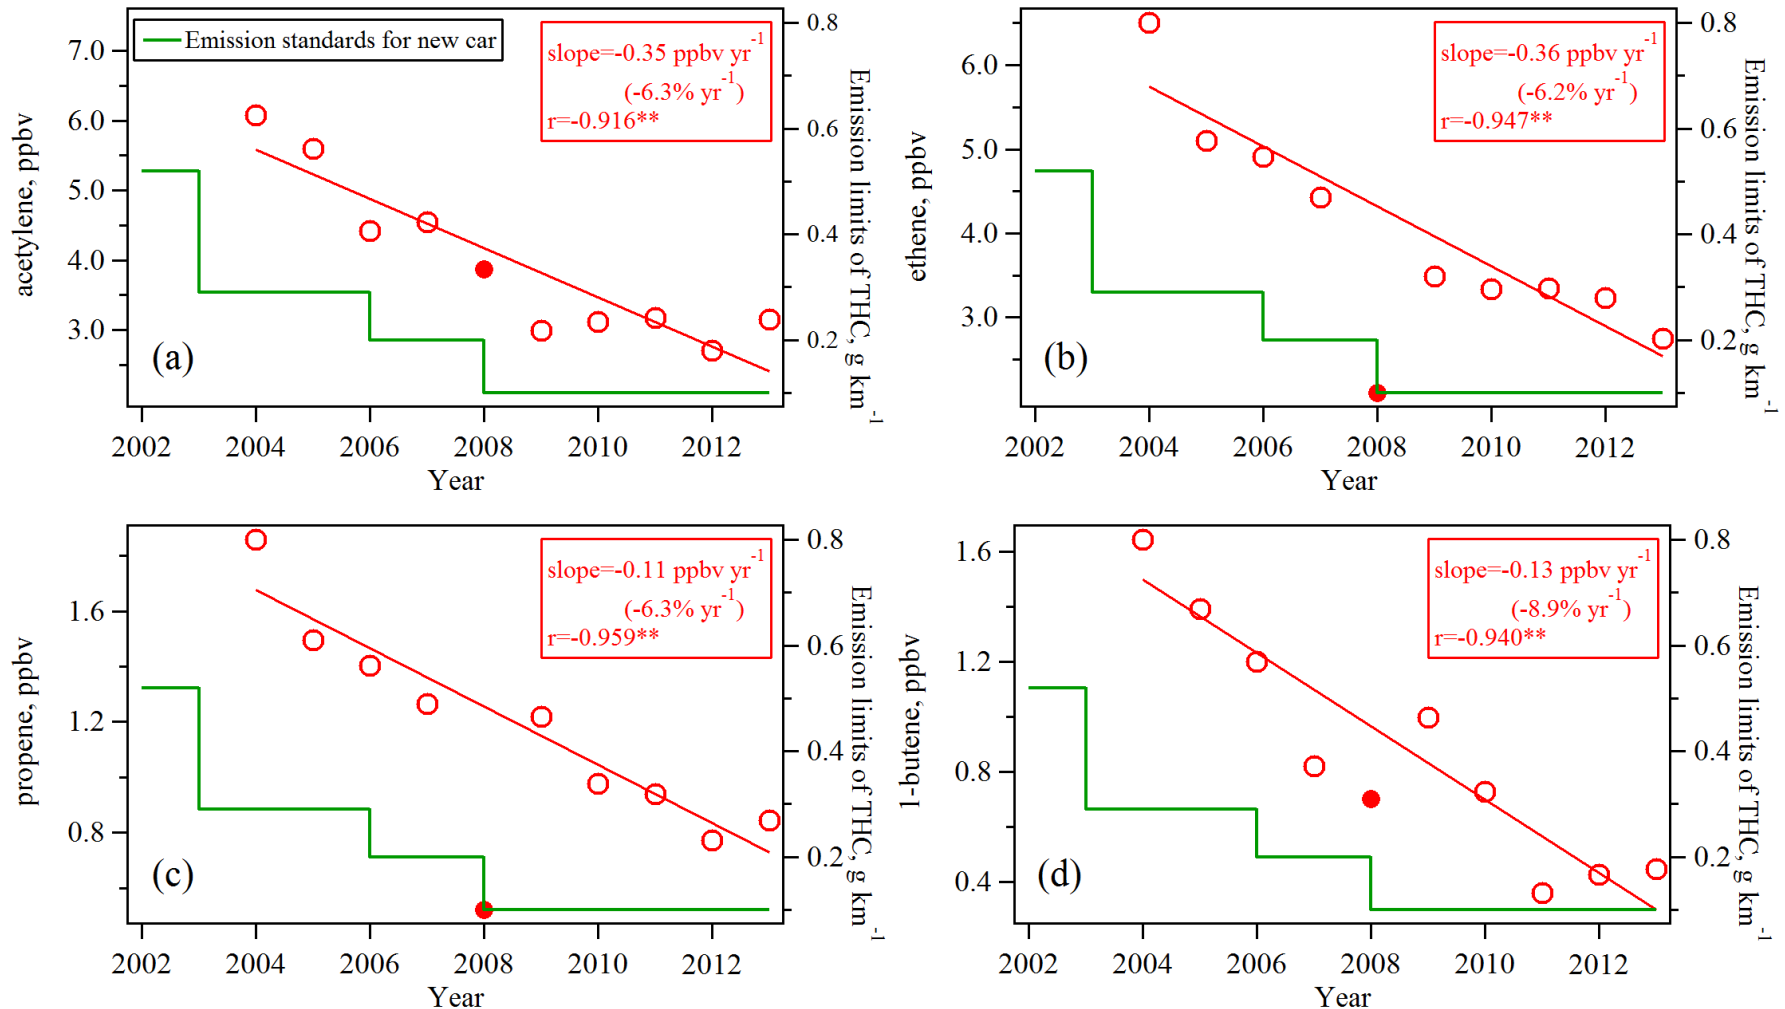 Emission standards for new car
slope=-0.35 ppbv yr-1
(-6.3% yr-1)
r=-0.916**
7.0
6.0
5.0
4.0
3.0
acetylene, ppbv
0.8
0.6
0.4
0.2
Emission limits of THC, g km-1
(a)
2002 2004 2006 2008 2010 2012
Year
slope=-0.36 ppbv yr-1
(-6.2% yr-1)
r=-0.947**
6.0
5.0
4.0
3.0
ethene, ppbv
0.8
0.6
0.4
0.2
Emission limits of THC, g km-1
(b)
2002 2004 2006 2008 2010 2012
Year
slope=-0.11 ppbv yr-1
(-6.3% yr-1)
r=-0.959**
1.6
1.2
0.8
propene, ppbv
0.8
0.6
0.4
0.2
Emission limits of THC, g km-1
(c)
2002 2004 2006 2008 2010 2012
Year
slope=-0.13 ppbv yr-1
(-8.9% yr-1)
r=-0.940**
1.6
1.2
0.8
0.4
1-butene, ppbv
0.8
0.6
0.4
0.2
Emission limits of THC, g km-1
(d)
2002 2004 2006 2008 2010 2012
Year